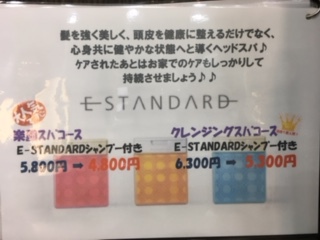 髪を強く美しく、頭皮を健康に整えるだけでなく、
心身共に健やかな状態へと導くヘッドスパ♪
ケアされたあとはお家でのケアもしっかりして
持続させましょう♪♪
E STANDARD
スパコース
クレンジングスパコース
E-STANDARDシャンプー付き
E-STANDARDシャンプー付き
5.800円 ⇒ 4.800円
6.300円 ⇒ 5.300円